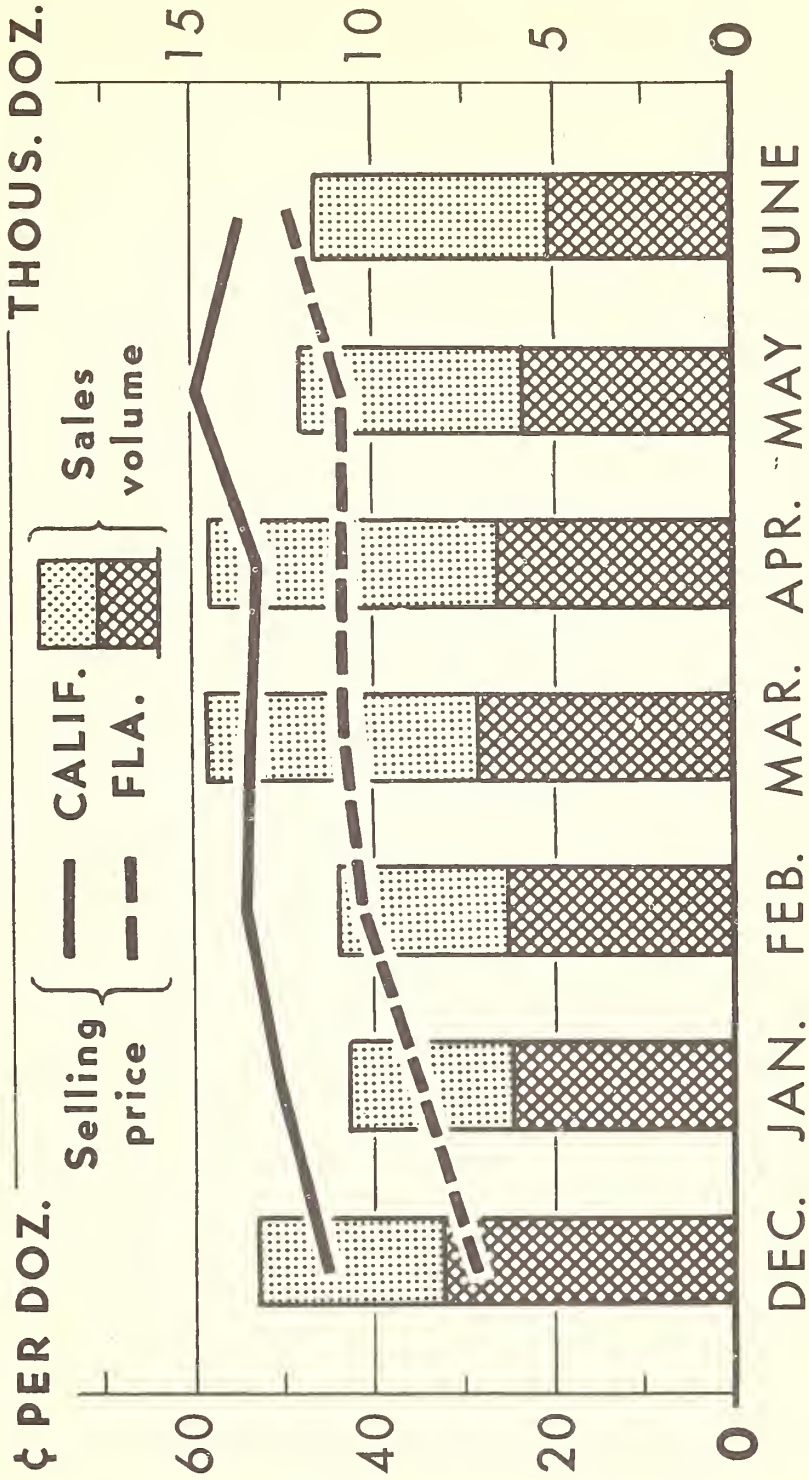 ¢ PER DOZ.
THOUS. DOZ.
Selling price
CALIF.
FLA.
Sales volume
60
40
20
0
15
10
5
0
DEC. JAN. FEB. MAR. APR. MAY JUNE